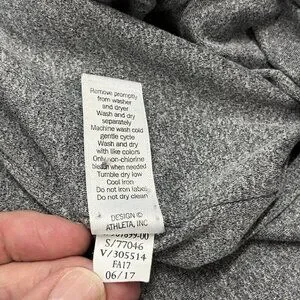 Remove promptly
from washer
and dryer
Wash and dry
separately
Machine wash cold
gentle cycle
Wash and dry
with like colors
Only non-chlorine
bleach when needed
Tumble dry low
Cool Iron
Do not iron label
Do not dry clean
DESIGN ©
ATHLETA, INC
S/77046
V/305514
FA17
06/17